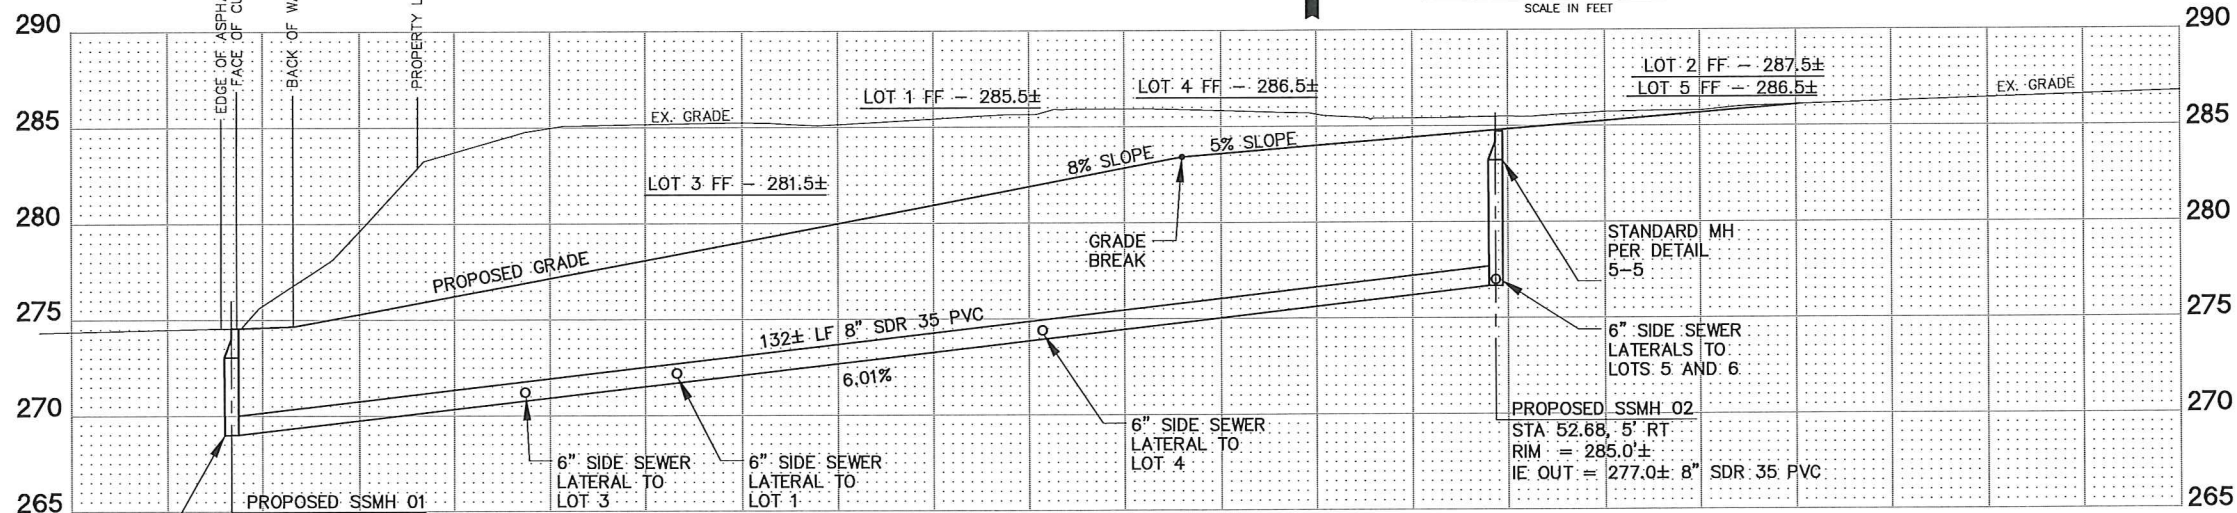 SCALE IN FEET
290
290
EDGE OF
FACE OF
BACK OF
PROPERTY
LOT 2 FF - 287.5±
LOT 5 FF - 286.5±
LOT 1 FF - 285.5±
LOT 4 FF - 286.5±
EX. GRADE
EX. GRADE
285
285
8% SLOPE
5% SLOPE
LOT 3 FF - 281.5±
280
280
GRADE
BREAK
STANDARD MH
PER DETAIL
5-5
PROPOSED GRADE
275
275
132± LF 8" SDR 35 PVC
6.01%
6" SIDE SEWER
LATERALS TO
LOTS 5 AND 6
270
270
6" SIDE SEWER
LATERAL TO
LOT 3
6" SIDE SEWER
LATERAL TO
LOT 1
6" SIDE SEWER
LATERAL TO
LOT 4
PROPOSED SSMH 02
STA 52.68, 5' RT
RIM = 285.0'±
IE OUT = 277.0± 8" SDR 35 PVC
265
265
PROPOSED SSMH 01